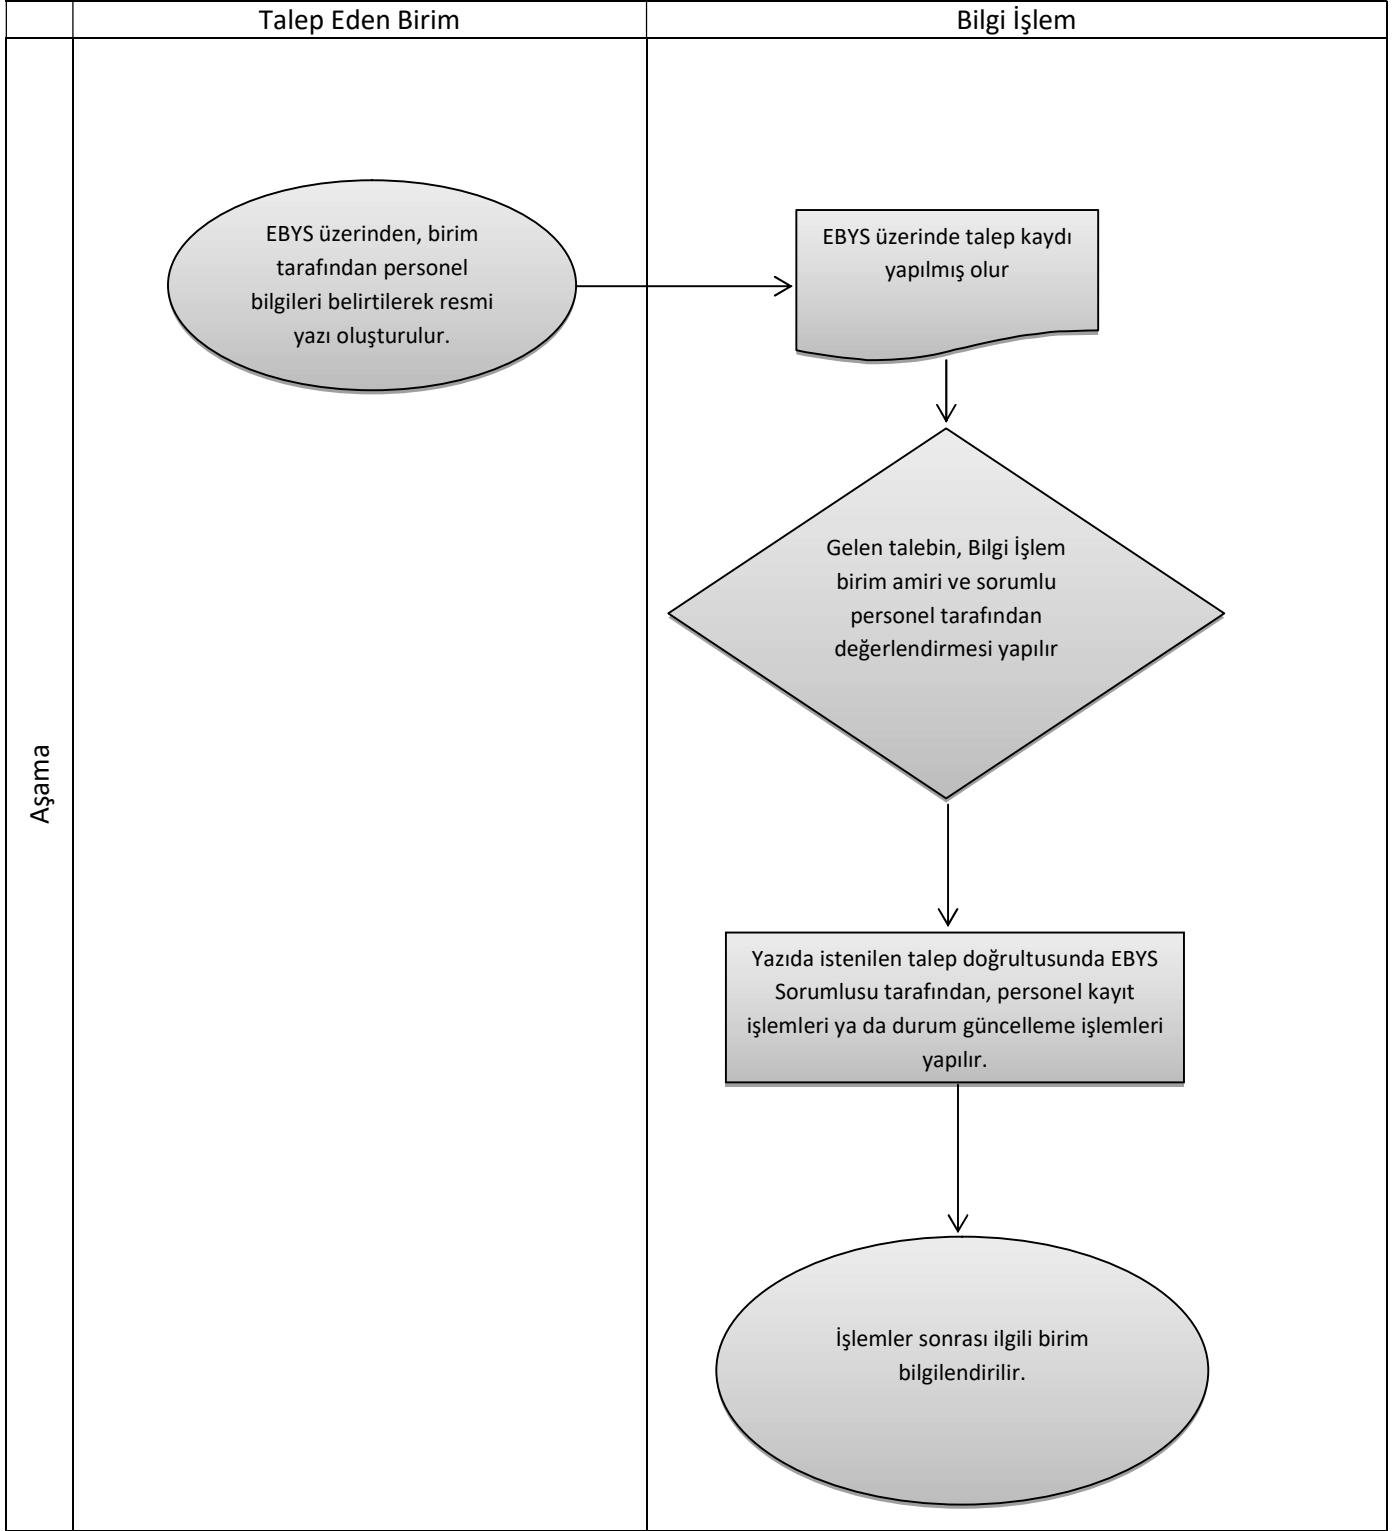 Talep Eden Birim
Bilgi İşlem
Aşama
EBYS üzerinden, birim
tarafından personel
bilgileri belirtilerek resmi
yazı oluşturulur.
EBYS üzerinde talep kaydı
yapılmış olur
Gelen talebin, Bilgi İşlem
birim amiri ve sorumlu
personel tarafından
değerlendirmesi yapılır
Yazıda istenilen talep doğrultusunda EBYS
Sorumlusu tarafından, personel kayıt
işlemleri ya da durum güncelleme işlemleri
yapılır.
İşlemler sonrası ilgili birim
bilgilendirilir.